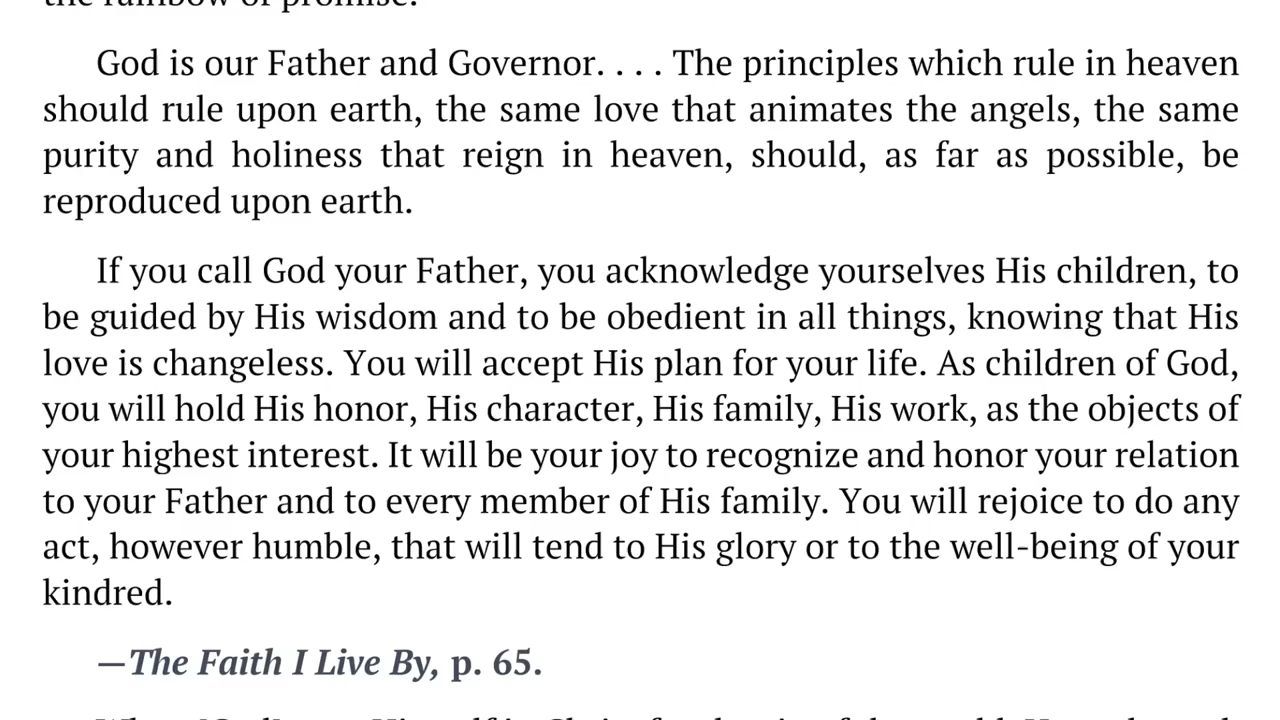 the rainbow of promise.
God is our Father and Governor. . . . The principles which rule in heaven
should rule upon earth, the same love that animates the angels, the same
purity and holiness that reign in heaven, should, as far as possible, be
reproduced upon earth.
If you call God your Father, you acknowledge yourselves His children, to
be guided by His wisdom and to be obedient in all things, knowing that His
love is changeless. You will accept His plan for your life. As children of God,
you will hold His honor, His character, His family, His work, as the objects of
your highest interest. It will be your joy to recognize and honor your relation
to your Father and to every member of His family. You will rejoice to do any
act, however humble, that will tend to His glory or to the well-being of your
kindred.
—The Faith I Live By, p. 65.